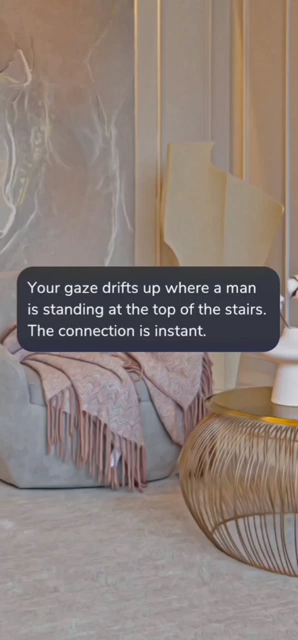 Your gaze drifts up where a man
is standing at the top of the stairs.
The connection is instant.